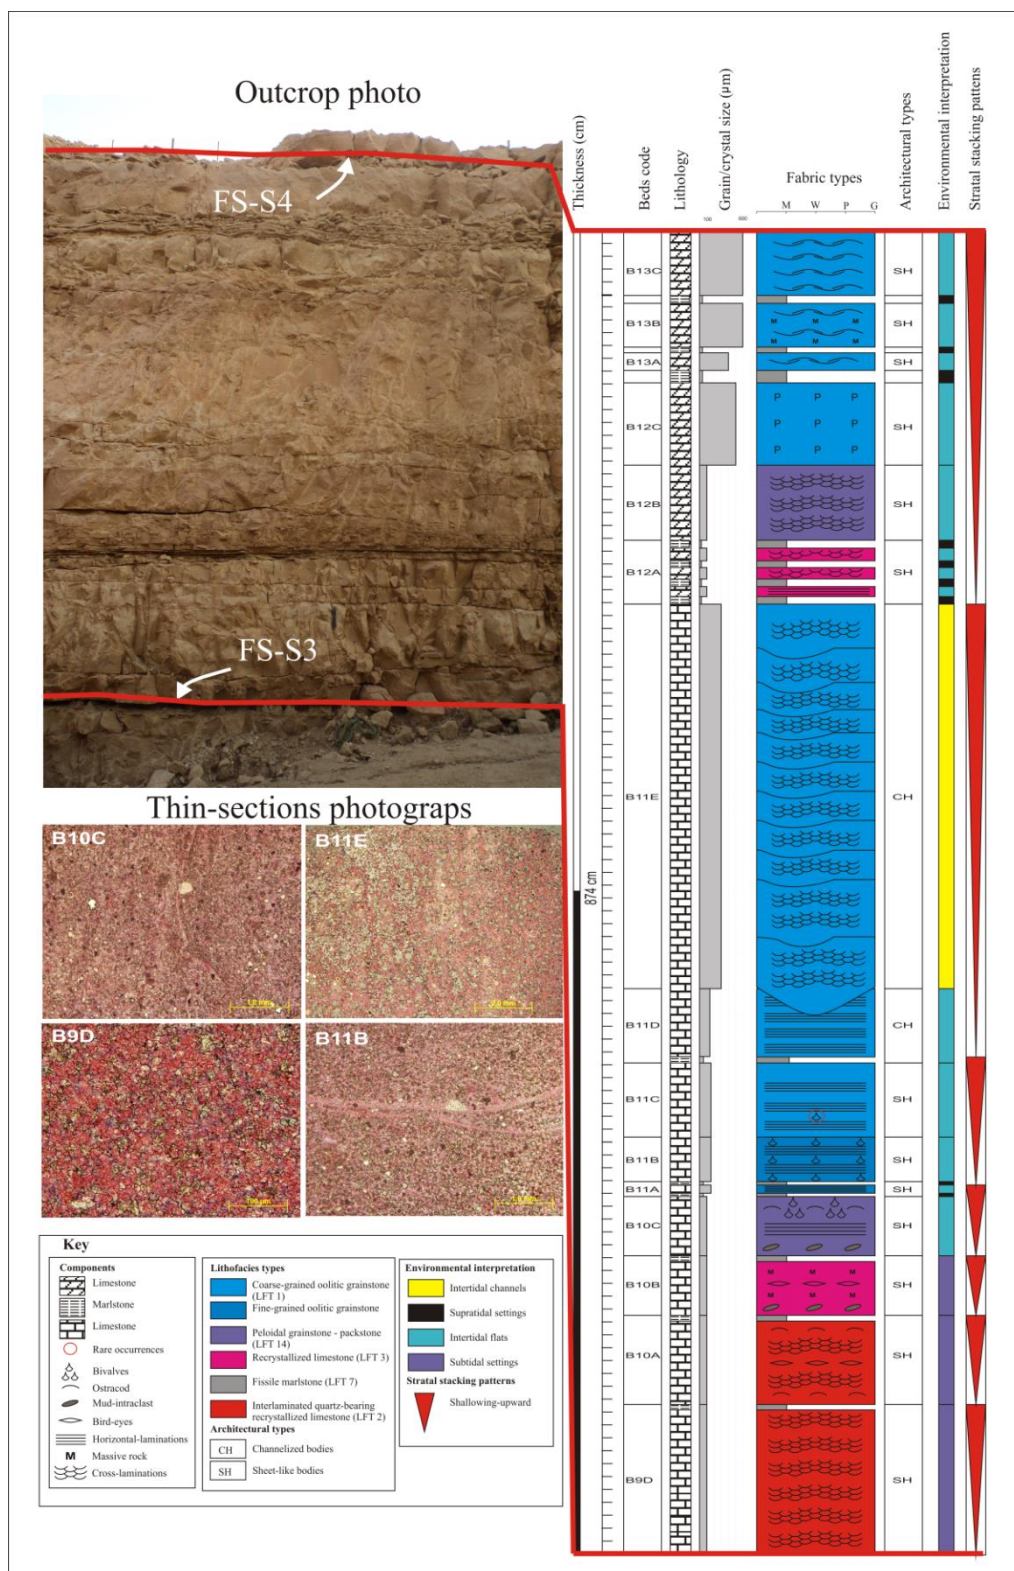 Outcrop photo
FS-S4
FS-S3
Thickness (cm)
Beds code
Lithology
Grain/crystal size (µm)
Fabric types
Architectural types
Environmental interpretation
Stratal stacking pattens
100
M W P G
B13C SH
B13B M M M SH
M M M
B13A SH
B12C P P P SH
P P P
P P P
B12B SH
B12A SH
B11E CH
874 cm
B11D CH
B11C SH
B11B SH
B11A SH
B10C SH
B10B M M M SH
M M M
B10A SH
B9D SH
Thin-sections photograps
B10C
B11E
B9D
B11B
Key
Components
Limestone
Marlstone
Limestone
Rare occurrences
Bivalves
Ostracod
Mud-intraclast
Bird-eyes
Horizontal-laminations
M Massive rock
Cross-laminations
Lithofacies types
Coarse-grained oolitic grainstone
(LFT 1)
Fine-grained oolitic grainstone
Peloidal grainstone - packstone
(LFT 14)
Recrystallized limestone (LFT 3)
Fissile marlstone (LFT 7)
Interlaminated quartz-bearing
recrystallized limestone (LFT 2)
Architectural types
CH Channelized bodies
SH Sheet-like bodies
Environmental interpretation
Intertidal channels
Supratidal settings
Intertidal flats
Subtidal settings
Stratal stacking patterns
Shallowing-upward